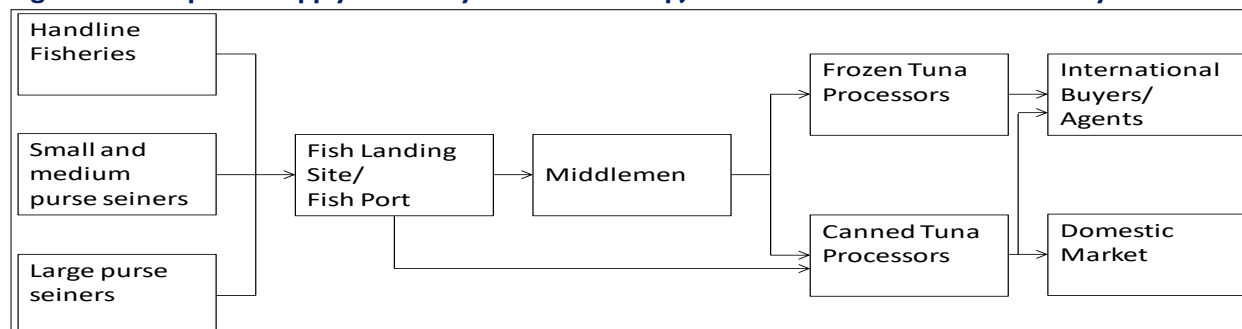 Handline
Fisheries
Small and
medium
purse seiners
Large purse
seiners
Fish Landing
Site/
Fish Port
Middlemen
Frozen Tuna
Processors
Canned Tuna
Processors
International
Buyers/
Agents
Domestic
Market